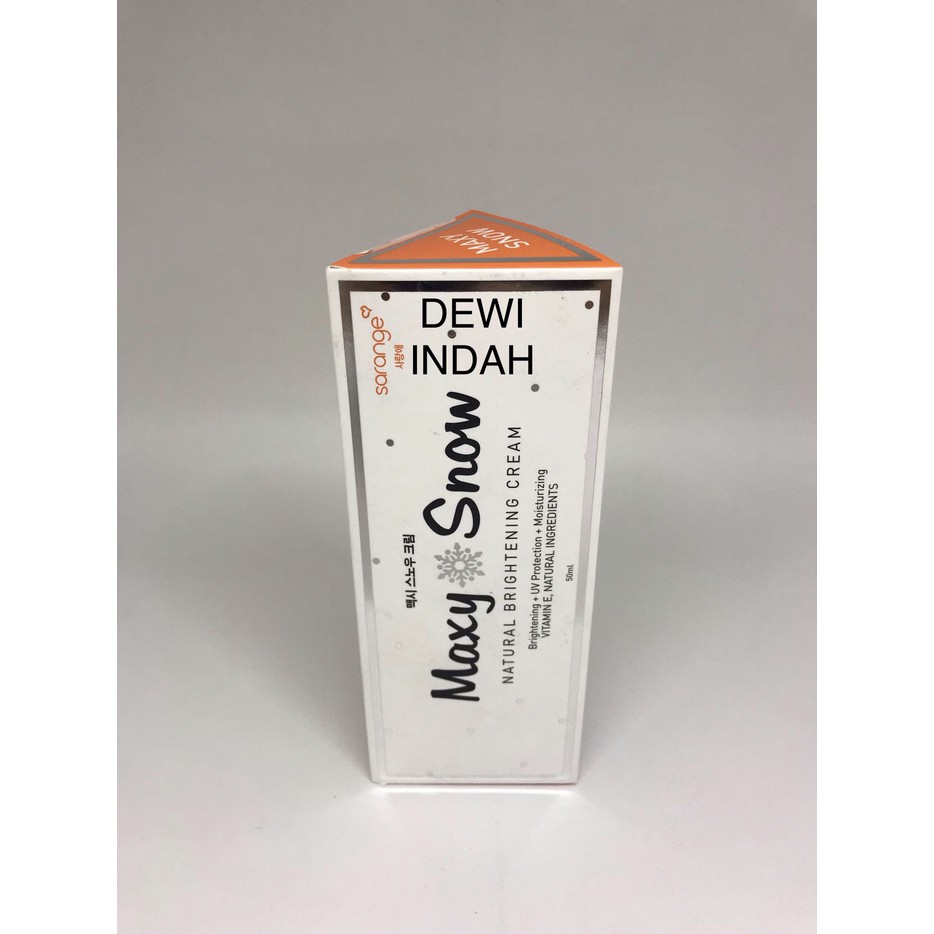 MAXY
SNOW
DEWI
INDAH
sarange
사랑애
맥시 스노우 크림
Maxy Snow
NATURAL BRIGHTENING CREAM
Brightening + UV Protection + Moisturizing
VITAMIN E, NATURAL INGREDIENTS
50ml